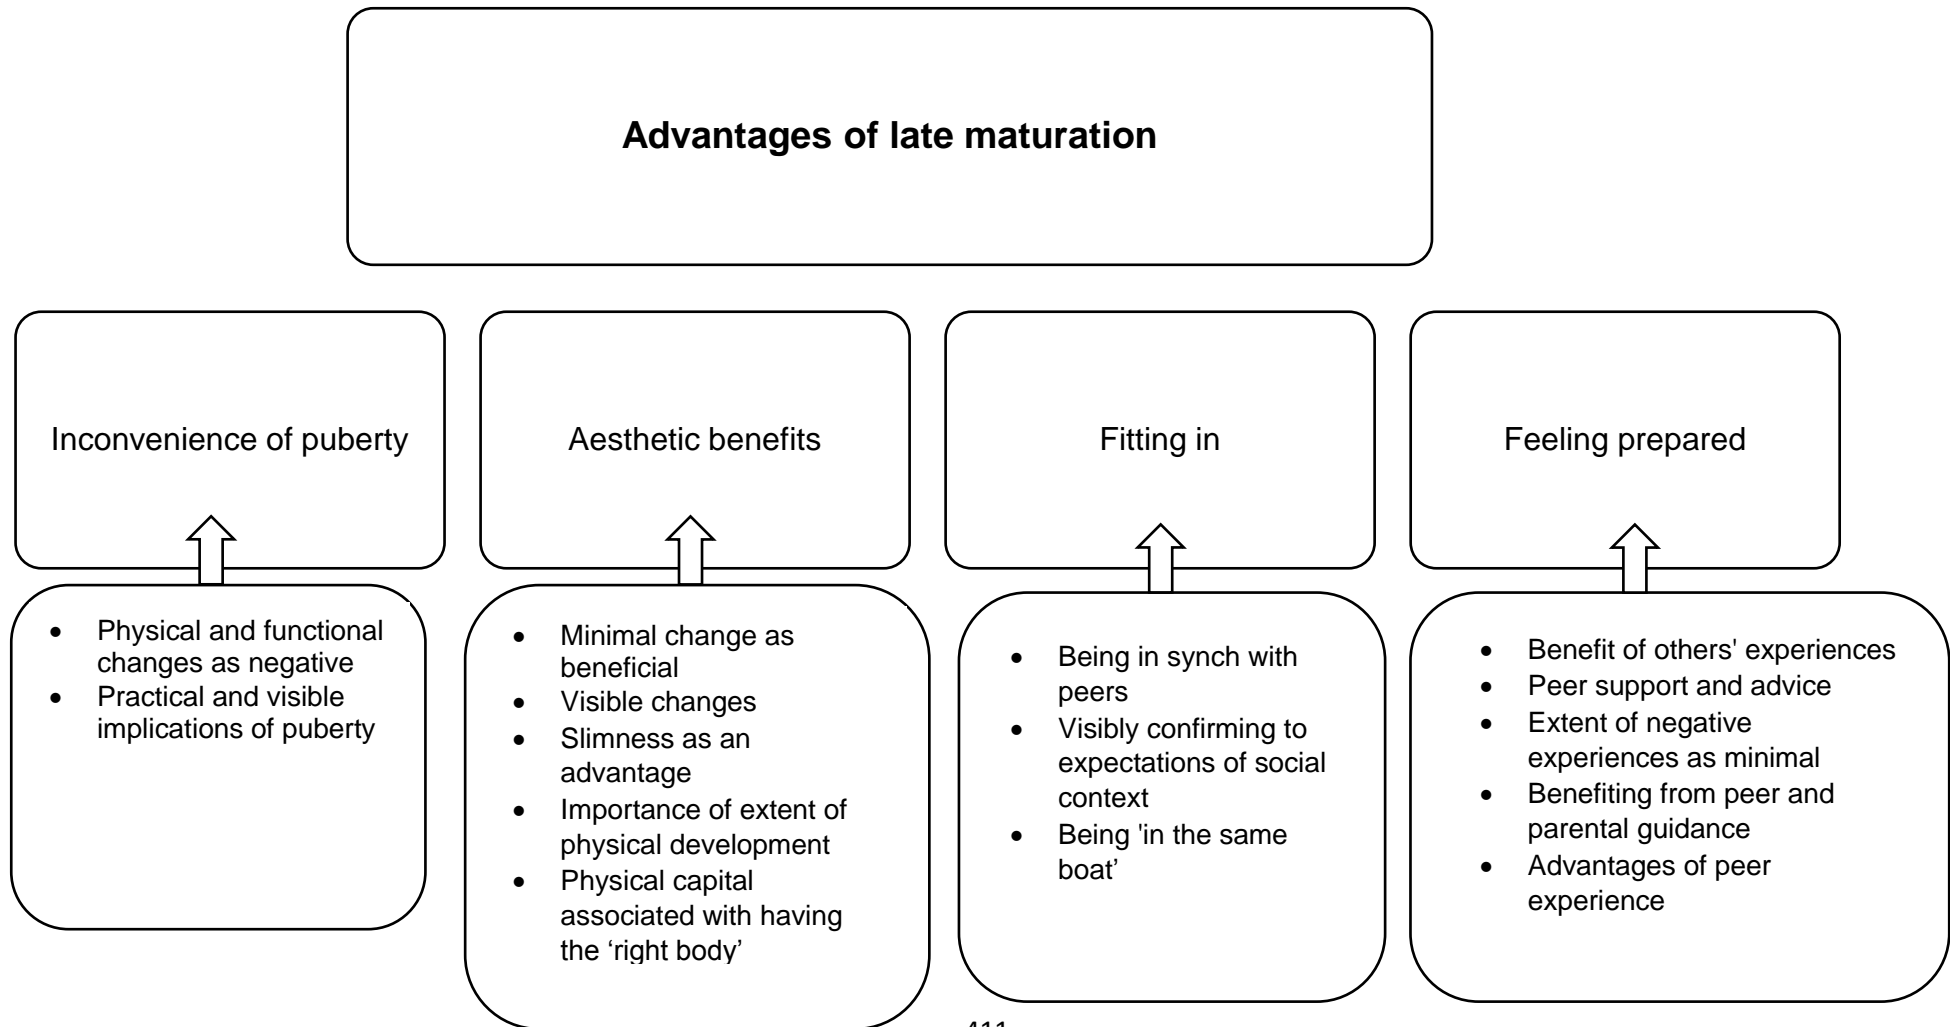 Advantages of late maturation
Inconvenience of puberty
Aesthetic benefits
Fitting in
Feeling prepared
• Physical and functional
changes as negative
• Practical and visible
implications of puberty
• Minimal change as
beneficial
• Visible changes
• Slimness as an
advantage
• Importance of extent of
physical development
• Physical capital
associated with having
the ‘right body’
• Being in synch with
peers
• Visibly confirming to
expectations of social
context
• Being 'in the same
boat’
• Benefit of others' experiences
• Peer support and advice
• Extent of negative
experiences as minimal
• Benefiting from peer and
parental guidance
• Advantages of peer
experience
411